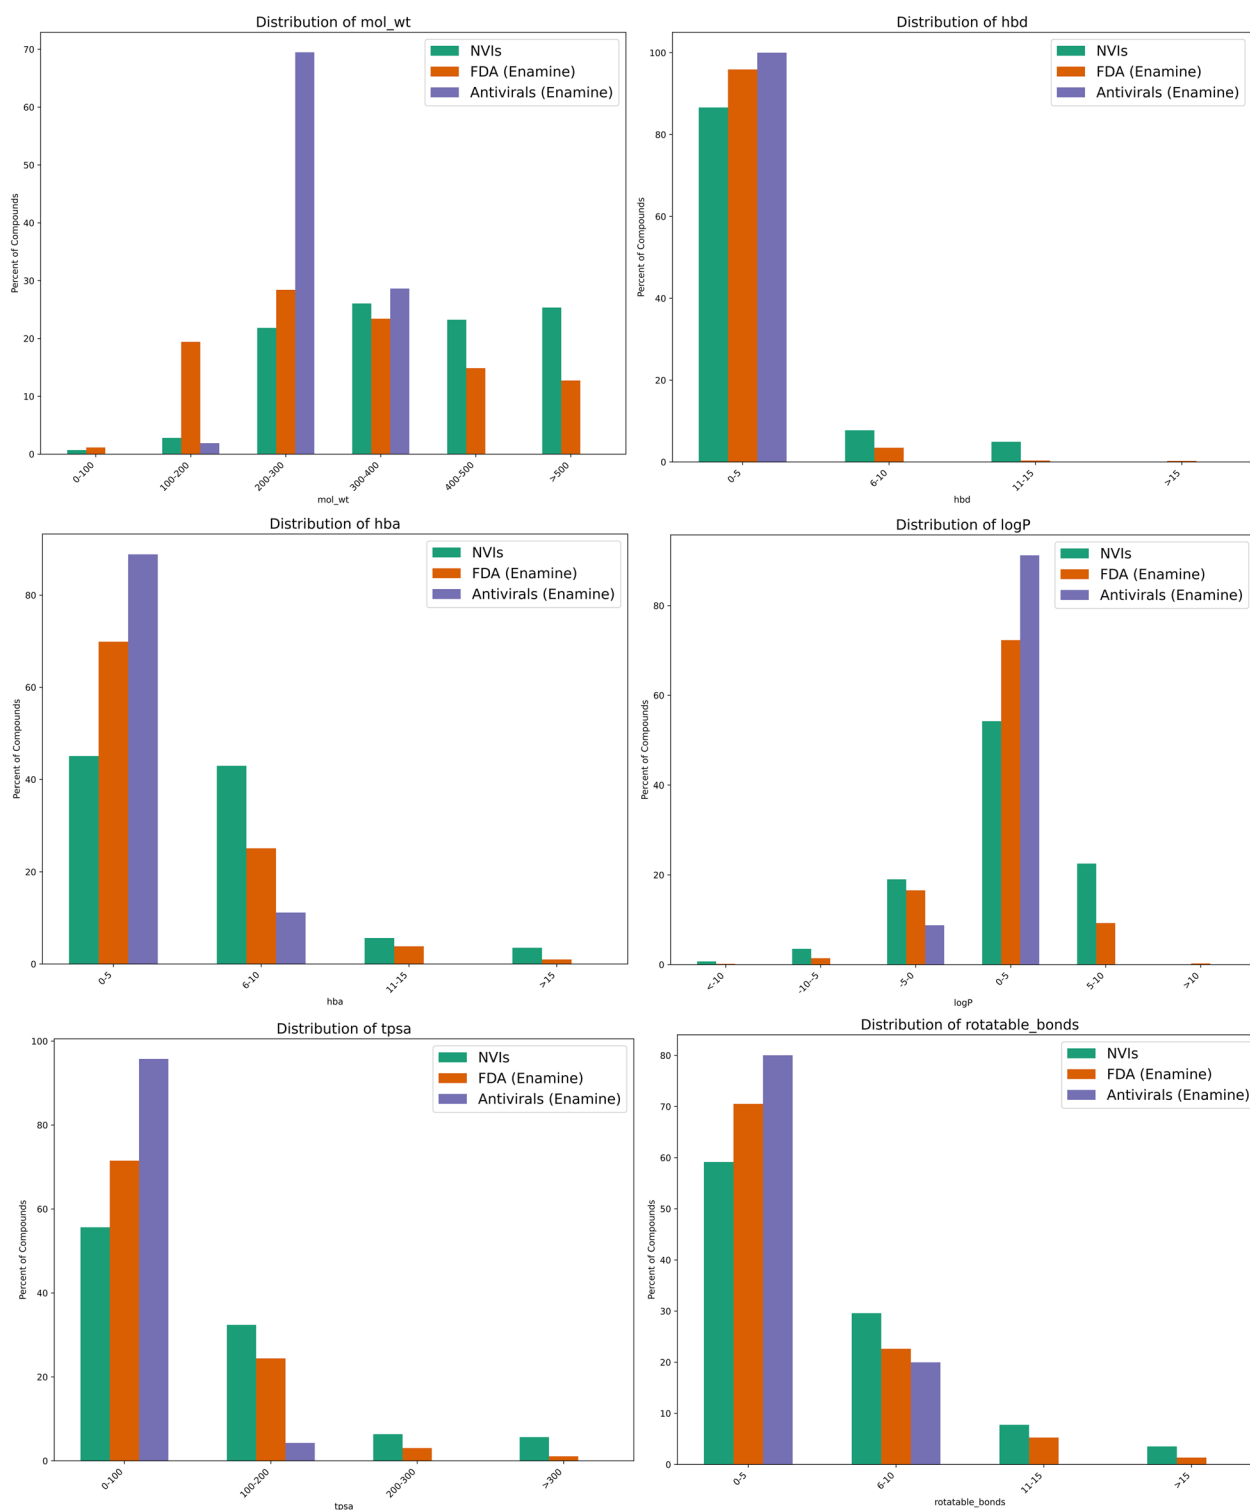 Distribution of mol_wt
NVIs
FDA (Enamine)
Antivirals (Enamine)
70
60
50
40
30
20
10
0
Percent of Compounds
0-100
100-200
200-300
300-400
400-500
>500
mol_wt
Distribution of hbd
NVIs
FDA (Enamine)
Antivirals (Enamine)
100
80
60
40
20
0
Percent of Compounds
0-5
6-10
11-15
>15
hbd
Distribution of hba
NVIs
FDA (Enamine)
Antivirals (Enamine)
80
60
40
20
0
Percent of Compounds
0-5
6-10
11-15
>15
hba
Distribution of logP
NVIs
FDA (Enamine)
Antivirals (Enamine)
80
60
40
20
0
Percent of Compounds
<-10
-10--5
-5-0
0-5
5-10
>10
logP
Distribution of tpsa
NVIs
FDA (Enamine)
Antivirals (Enamine)
100
80
60
40
20
0
Percent of Compounds
0-100
100-200
200-300
>300
tpsa
Distribution of rotatable_bonds
NVIs
FDA (Enamine)
Antivirals (Enamine)
80
70
60
50
40
30
20
10
0
Percent of Compounds
0-5
6-10
11-15
>15
rotatable_bonds